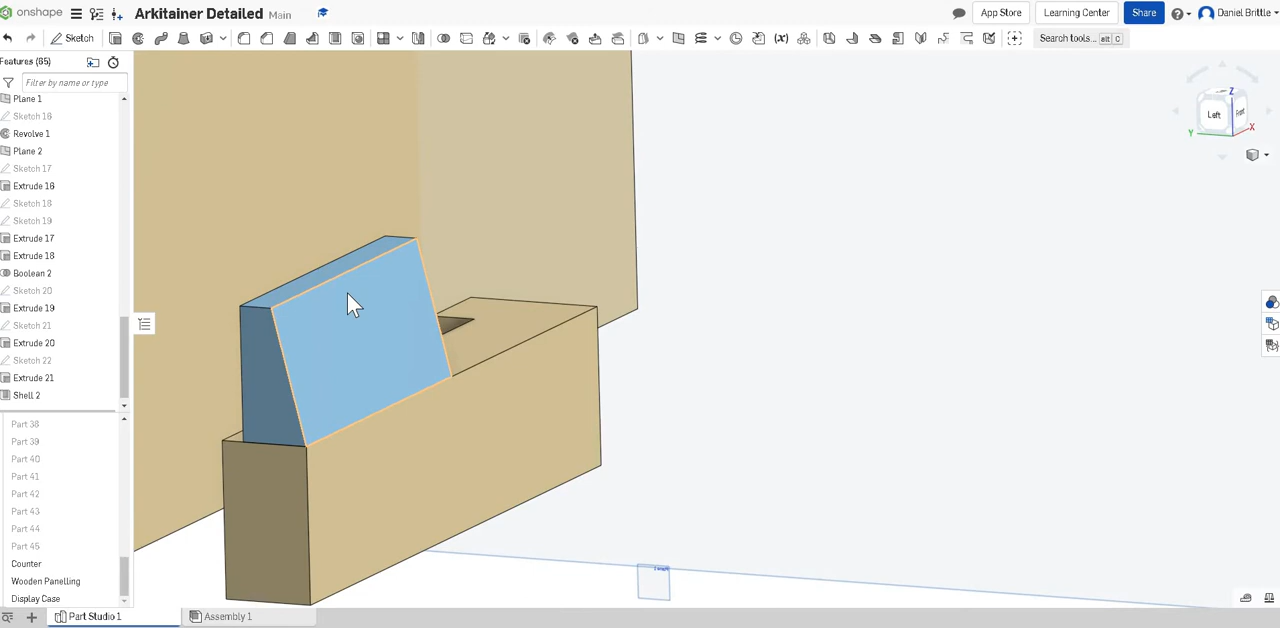 onshape Arkitainer Detailed Main App Store Learning Center Share Daniel Brittle
Sketch Search tools... alt C
Features (65)
Filter by name or type
Plane 1
Sketch 16
Revolve 1
Plane 2
Sketch 17
Extrude 16
Sketch 18
Sketch 19
Extrude 17
Extrude 18
Boolean 2
Sketch 20
Extrude 19
Sketch 21
Extrude 20
Sketch 22
Extrude 21
Shell 2
Part 38
Part 39
Part 40
Part 41
Part 42
Part 43
Part 44
Part 45
Counter
Wooden Panelling
Display Case
Z
Left Front
Y X
Part Studio 1 Assembly 1